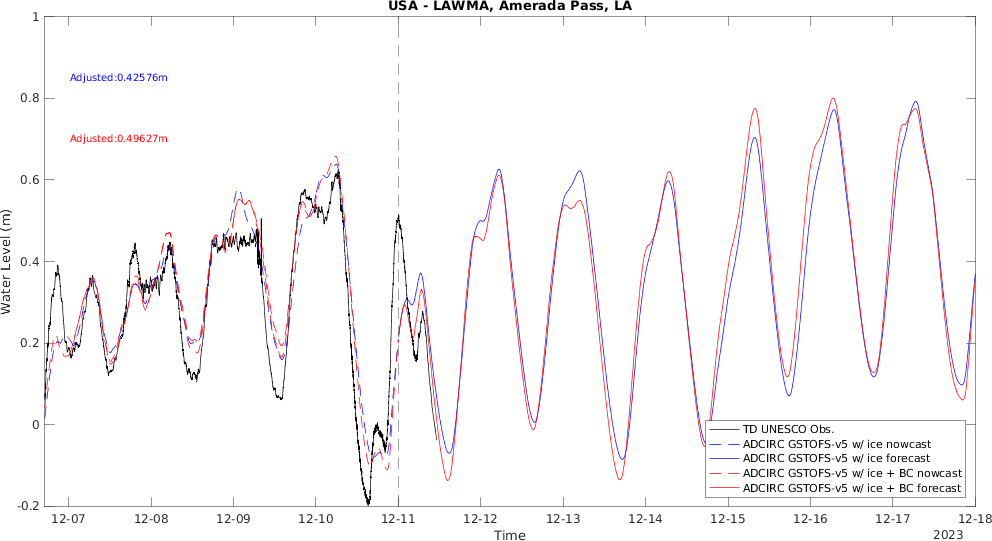 USA - LAWMA, Amerada Pass, LA
1
0.8
0.6
0.4
0.2
0
-0.2
Water Level (m)
Adjusted:0.42576m
Adjusted:0.49627m
TD UNESCO Obs.
ADCIRC GSTOFS-v5 w/ ice nowcast
ADCIRC GSTOFS-v5 w/ ice forecast
ADCIRC GSTOFS-v5 w/ ice + BC nowcast
ADCIRC GSTOFS-v5 w/ ice + BC forecast
12-07 12-08 12-09 12-10 12-11 12-12 12-13 12-14 12-15 12-16 12-17 12-18
Time
2023